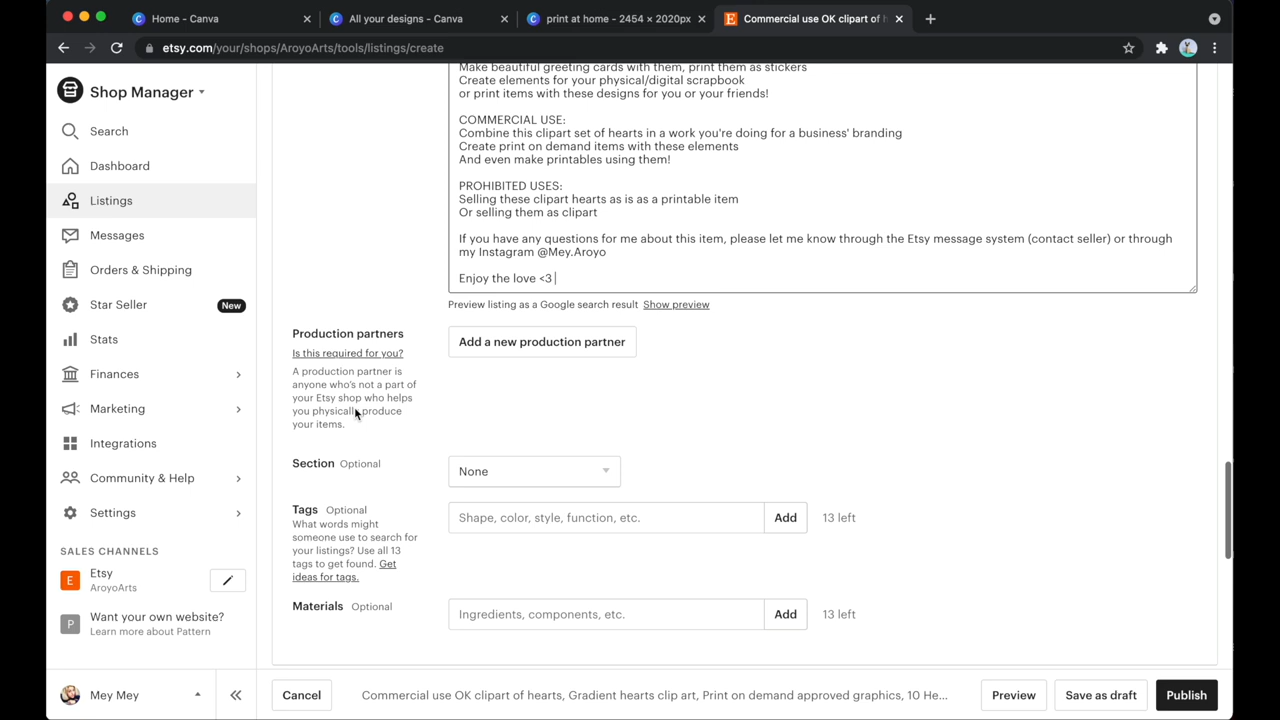 Home - Canva
All your designs - Canva
print at home - 2454 × 2020px
Commercial use OK clipart of h
etsy.com/your/shops/AroyoArts/tools/listings/create
Shop Manager
Search
Dashboard
Listings
Messages
Orders & Shipping
Star Seller New
Stats
Finances
Marketing
Integrations
Community & Help
Settings
SALES CHANNELS
E Etsy
AroyoArts
P Want your own website?
Learn more about Pattern
Mey Mey
Make beautiful greeting cards with them, print them as stickers
Create elements for your physical/digital scrapbook
or print items with these designs for you or your friends!
COMMERCIAL USE:
Combine this clipart set of hearts in a work you're doing for a business' branding
Create print on demand items with these elements
And even make printables using them!
PROHIBITED USES:
Selling these clipart hearts as is as a printable item
Or selling them as clipart
If you have any questions for me about this item, please let me know through the Etsy message system (contact seller) or through
my Instagram @Mey.Aroyo
Enjoy the love <3
Preview listing as a Google search result Show preview
Production partners
Is this required for you?
A production partner is
anyone who's not a part of
your Etsy shop who helps
you physically produce
your items.
Add a new production partner
Section Optional
None
Tags Optional
What words might
someone use to search for
your listings? Use all 13
tags to get found. Get
ideas for tags.
Shape, color, style, function, etc. Add 13 left
Materials Optional
Ingredients, components, etc. Add 13 left
Cancel
Commercial use OK clipart of hearts, Gradient hearts clip art, Print on demand approved graphics, 10 He...
Preview
Save as draft
Publish